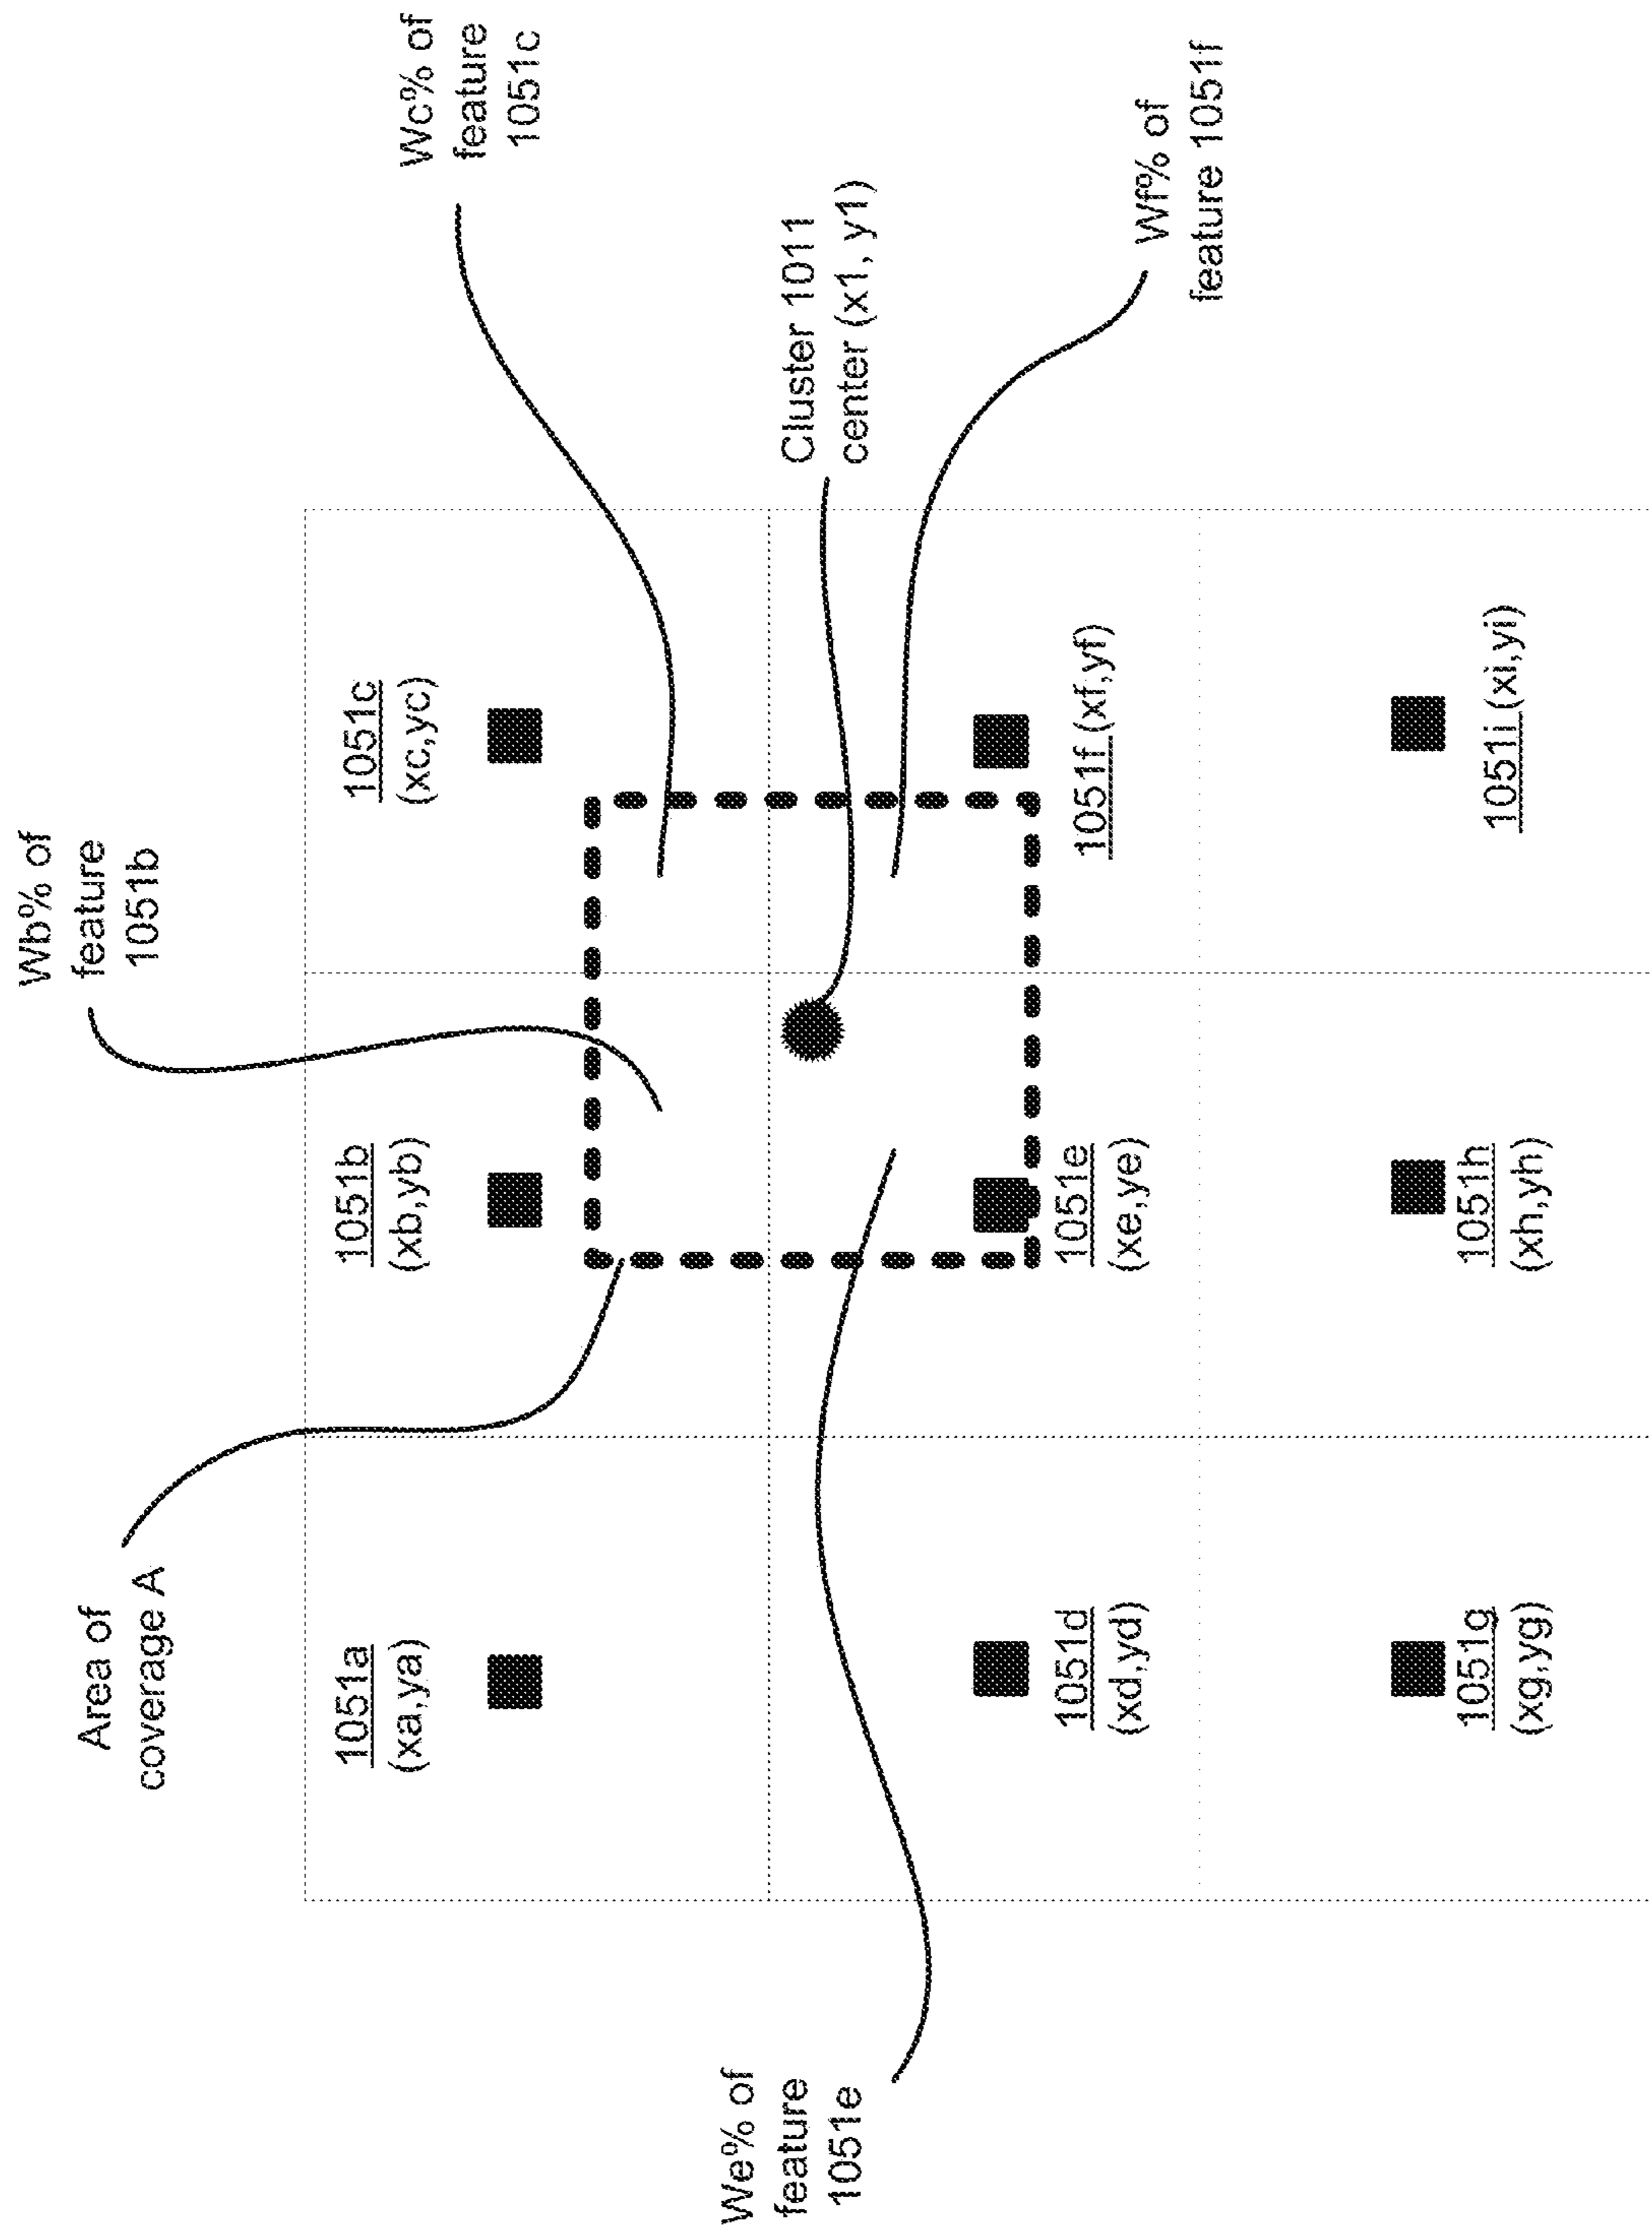 Wb% of
feature
1051b
Area of
coverage A
Wc% of
feature
1051c
1051a
(xa,ya)
1051b
(xb,yb)
1051c
(xc,yc)
Cluster 1011
center (x1, y1)
We% of
feature
1051e
1051d
(xd,yd)
1051e
(xe,ye)
1051f (xf,yf)
Wf% of
feature 1051f
1051g
(xg,yg)
1051h
(xh,yh)
1051i (xi,yi)